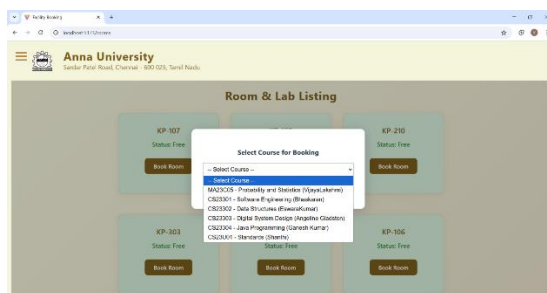 Facility Booking
Anna University
Sardar Patel Road, Chennai - 600 025, Tamil Nadu
Room & Lab Listing
KP-107
KP-210
Status: Free
Status: Free
Select Course for Booking
Book Room
Book Room
-- Select Course --
-- Select Course --
MA23C05 - Probability and Statistics (VijayaLakshmi)
CS23301 - Software Engineering (Bhaskaran)
CS23302 - Data Structures (EswaraKumar)
CS23303 - Digital System Design (Angeline Gladston)
CS23304 - Java Programming (Ganesh Kumar)
CS23U01 - Standards (Shanthi)
KP-303
KP-106
Status: Free
Status: Free
Status: Free
Book Room
Book Room
Book Room